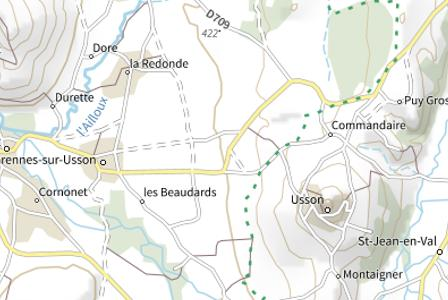 D709
422
Dore
la Redonde
Durette
l'Ailloux
Puy Gros
Commandaire
rennes-sur-Usson
Cornonet
les Beaudards
Usson
St-Jean-en-Val
Montaigner